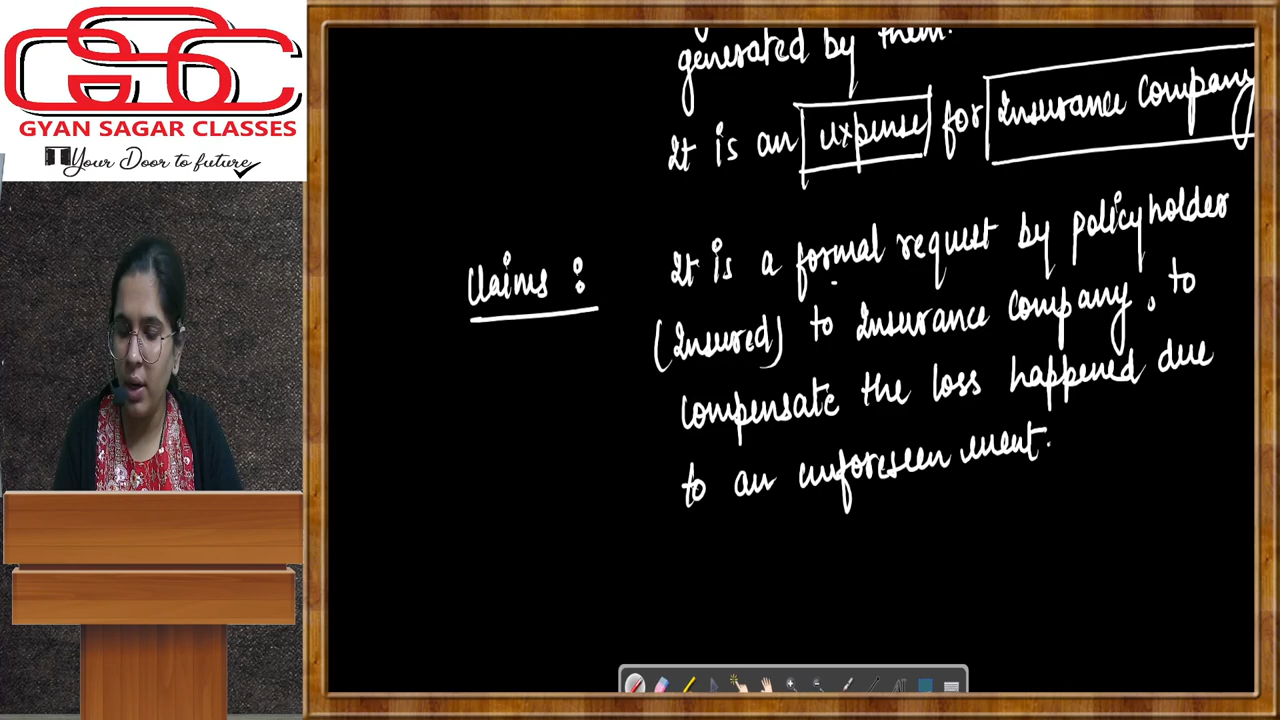 GSC
GYAN SAGAR CLASSES
Your Door to future
generated by them.
It is an expense for Insurance Company
Claims : It is a formal request by policyholder
(Insured) to Insurance Company, to
compensate the loss happened due
to an unforeseen event.